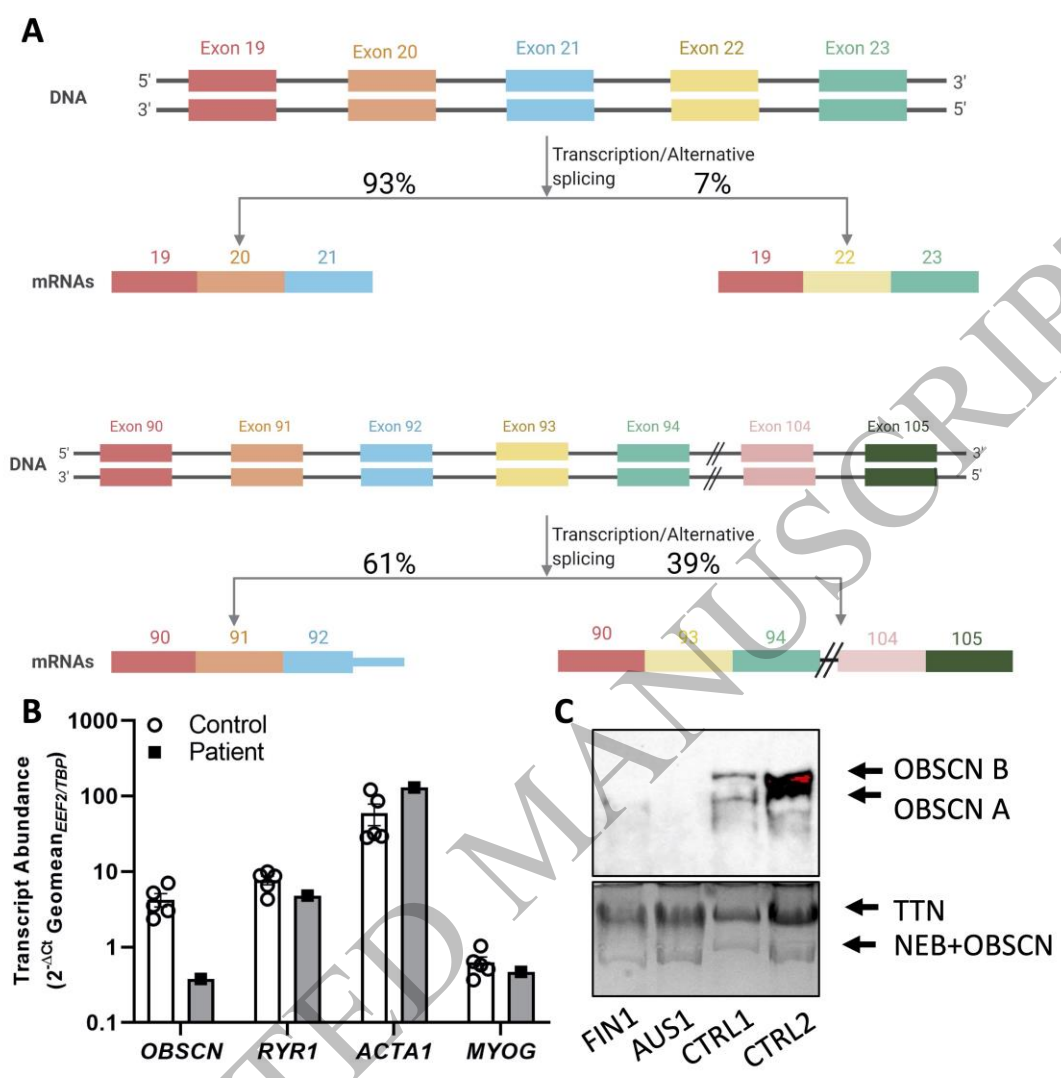 A
Exon 19 Exon 20 Exon 21 Exon 22 Exon 23
5' 3'
DNA
3' 5'
Transcription/Alternative
splicing
93% 7%
19 20 21 19 22 23
mRNAs
Exon 90 Exon 91 Exon 92 Exon 93 Exon 94 Exon 104 Exon 105
5' 3'
DNA
3' 5'
Transcription/Alternative
splicing
61% 39%
90 91 92 90 93 94 104 105
mRNAs
B
Transcript Abundance
(2^-ΔCt Geomean_EEF2/TBP)
1000
100
10
1
0.1
Control
Patient
OBSCN RYR1 ACTA1 MYOG
C
OBSCN B
OBSCN A
TTN
NEB+OBSCN
FIN1 AUS1 CTRL1 CTRL2
TED MANUSCRIPT